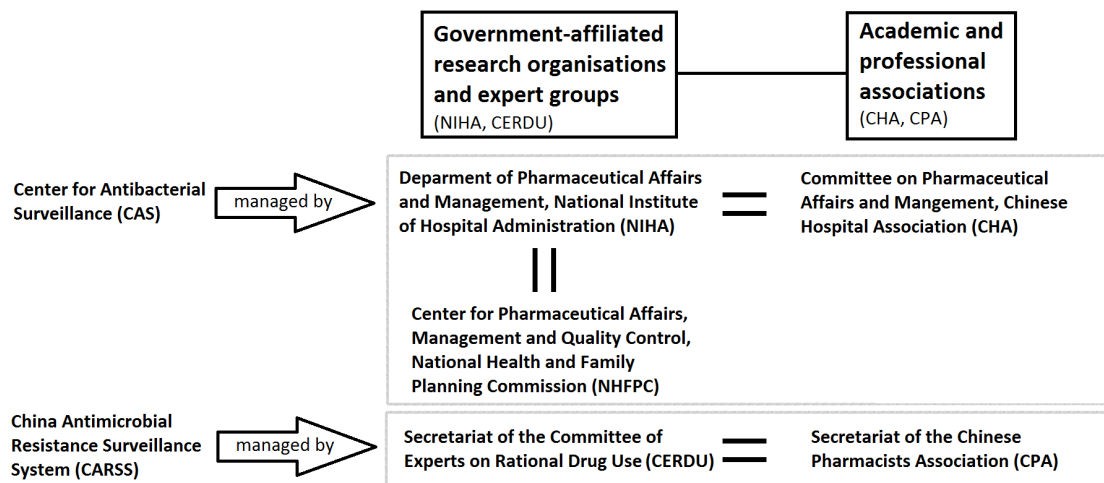 Government-affiliated
research organisations
and expert groups
(NIHA, CERDU)
Academic and
professional
associations
(CHA, CPA)
Center for Antibacterial
Surveillance (CAS)
managed by
Deparment of Pharmaceutical Affairs
and Management, National Institute
of Hospital Administration (NIHA)
Committee on Pharmaceutical
Affairs and Mangement, Chinese
Hospital Association (CHA)
Center for Pharmaceutical Affairs,
Management and Quality Control,
National Health and Family
Planning Commission (NHFPC)
China Antimicrobial
Resistance Surveillance
System (CARSS)
managed by
Secretariat of the Committee of
Experts on Rational Drug Use (CERDU)
Secretariat of the Chinese
Pharmacists Association (CPA)